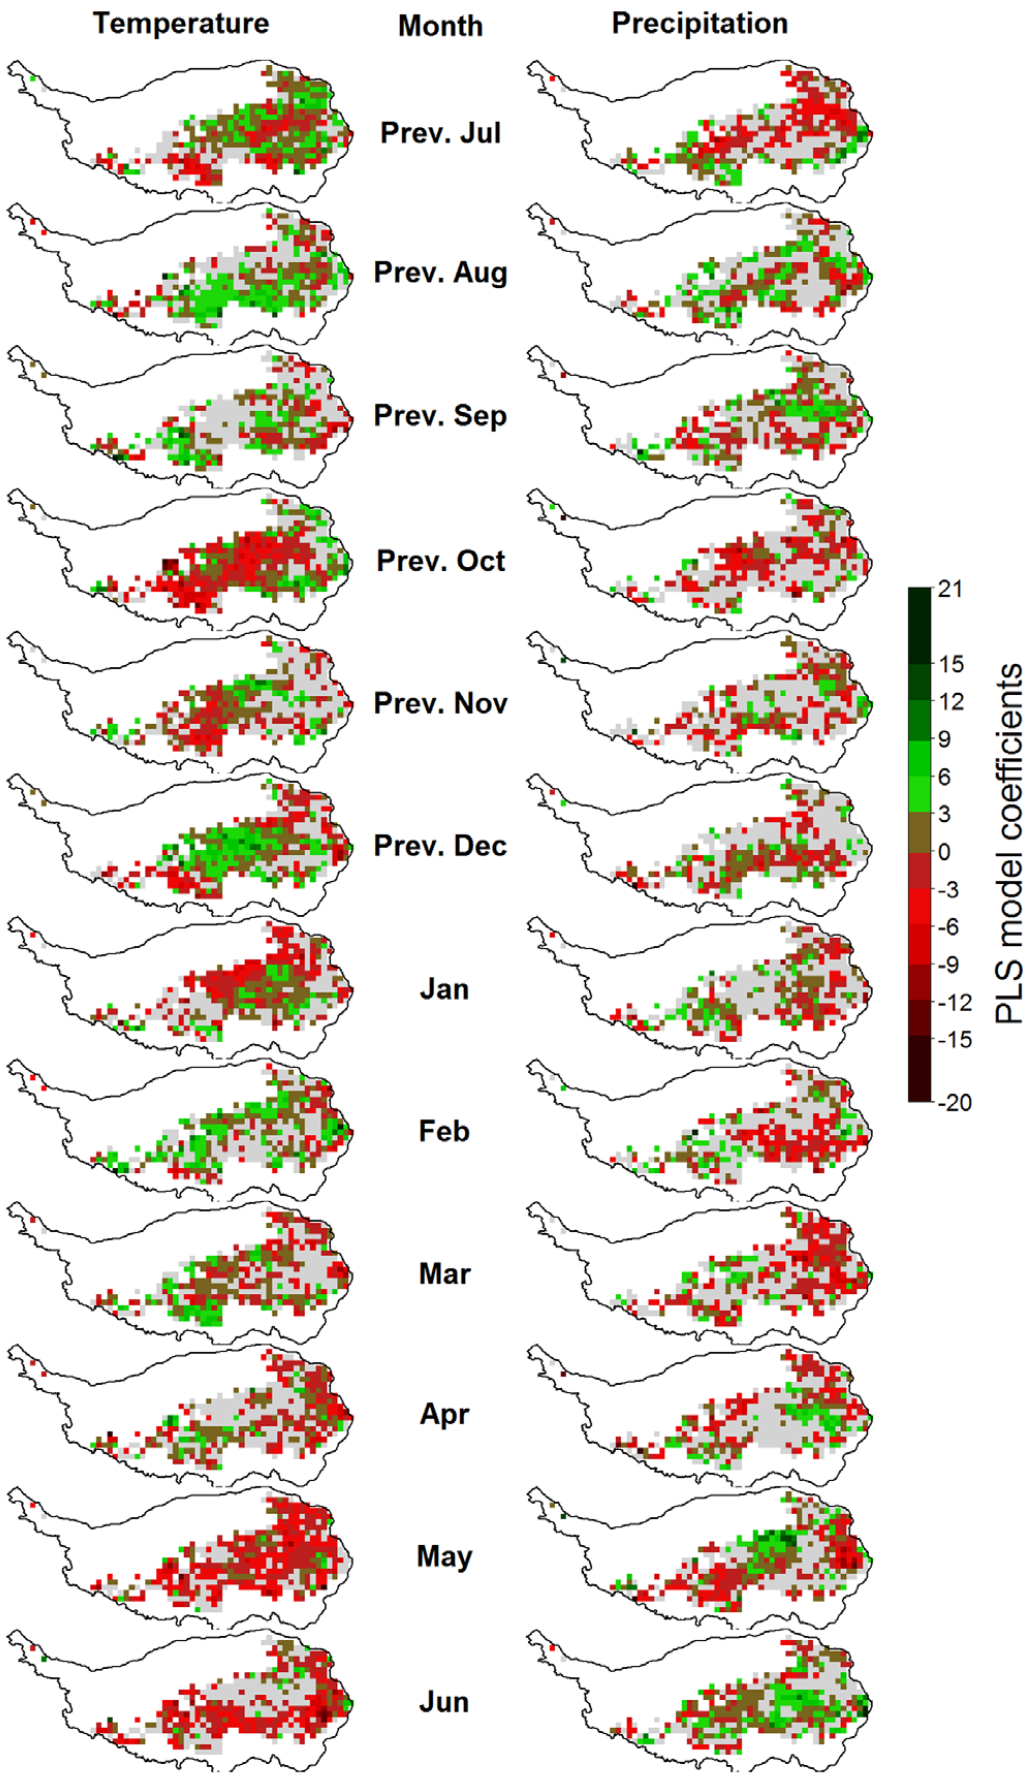 Temperature Month Precipitation
Prev. Jul
Prev. Aug
Prev. Sep
Prev. Oct
Prev. Nov
Prev. Dec
Jan
Feb
Mar
Apr
May
Jun
21
15
12
9
6
3
0
-3
-6
-9
-12
-15
-20
PLS model coefficients